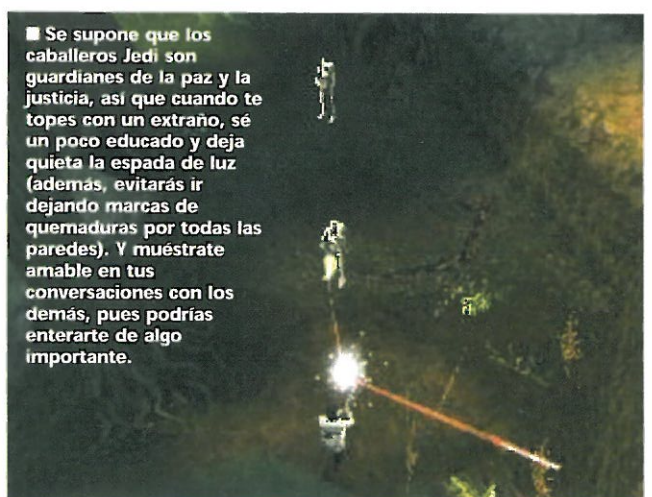 ■ Se supone que los
caballeros Jedi son
guardianes de la paz y la
justicia, así que cuando te
topes con un extraño, sé
un poco educado y deja
quieta la espada de luz
(además, evitarás ir
dejando marcas de
quemaduras por todas las
paredes). Y muéstrate
amable en tus
conversaciones con los
demás, pues podrías
enterarte de algo
importante.